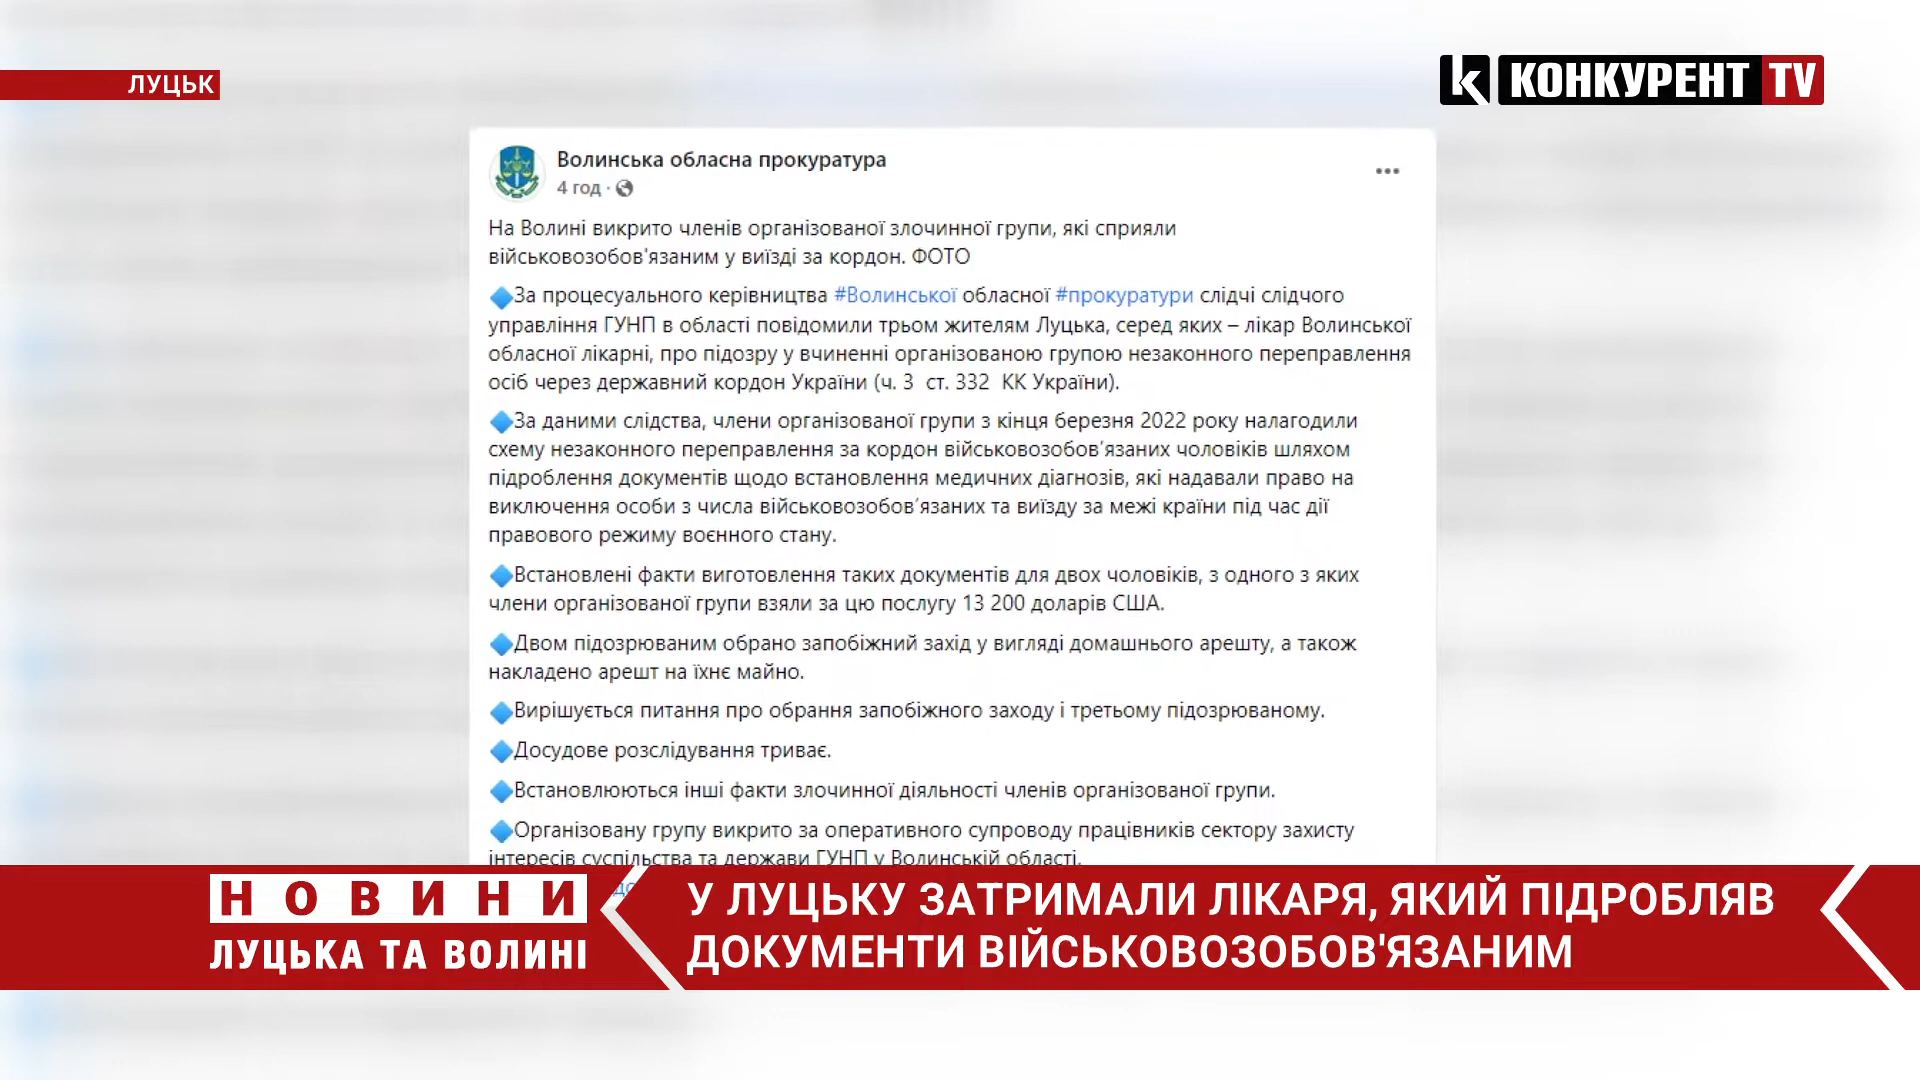 ЛУЦЬК
k КОНКУРЕНТ TV
Волинська обласна прокуратура
4 год ·
На Волині викрито членів організованої злочинної групи, які сприяли
військовозобов'язаним у виїзді за кордон. ФОТО
🔷За процесуального керівництва #Волинської обласної #прокуратури слідчі слідчого
управління ГУНП в області повідомили трьом жителям Луцька, серед яких – лікар Волинської
обласної лікарні, про підозру у вчиненні організованою групою незаконного переправлення
осіб через державний кордон України (ч. 3 ст. 332 КК України).
🔷За даними слідства, члени організованої групи з кінця березня 2022 року налагодили
схему незаконного переправлення за кордон військовозобов’язаних чоловіків шляхом
підроблення документів щодо встановлення медичних діагнозів, які надавали право на
виключення особи з числа військовозобов’язаних та виїзду за межі країни під час дії
правового режиму воєнного стану.
🔷Встановлені факти виготовлення таких документів для двох чоловіків, з одного з яких
члени організованої групи взяли за цю послугу 13 200 доларів США.
🔷Двом підозрюваним обрано запобіжний захід у вигляді домашнього арешту, а також
накладено арешт на їхнє майно.
🔷Вирішується питання про обрання запобіжного заходу і третьому підозрюваному.
🔷Досудове розслідування триває.
🔷Встановлюються інші факти злочинної діяльності членів організованої групи.
🔷Організовану групу викрито за оперативного супроводу працівників сектору захисту
інтересів суспільства та держави ГУНП у Волинській області.
НОВИНИ
ЛУЦЬКА ТА ВОЛИНІ
У ЛУЦЬКУ ЗАТРИМАЛИ ЛІКАРЯ, ЯКИЙ ПІДРОБЛЯВ
ДОКУМЕНТИ ВІЙСЬКОВОЗОБОВ'ЯЗАНИМ